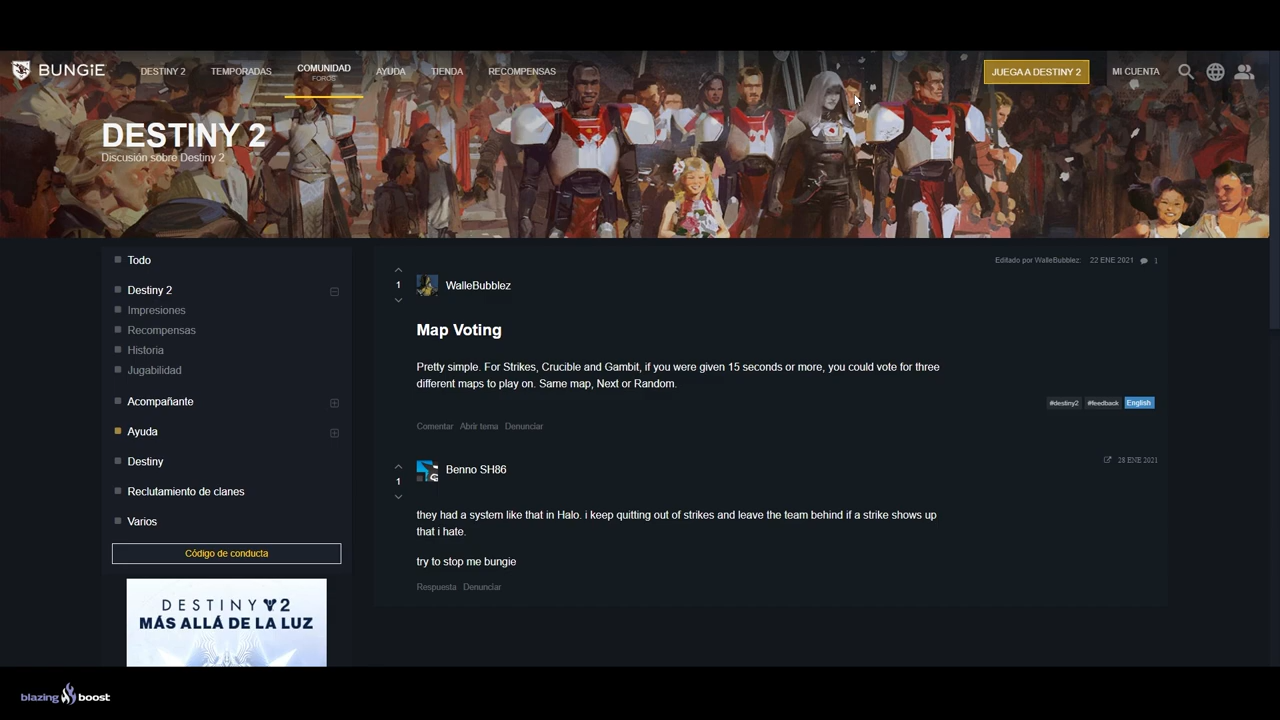 BUNGiE
DESTINY 2
TEMPORADAS
COMUNIDAD
FOROS
AYUDA
TIENDA
RECOMPENSAS
JUEGA A DESTINY 2
MI CUENTA
DESTINY 2
Discusión sobre Destiny 2
Todo
Destiny 2
Impresiones
Recompensas
Historia
Jugabilidad
Acompañante
Ayuda
Destiny
Reclutamiento de clanes
Varios
Código de conducta
DESTINY 2
MÁS ALLÁ DE LA LUZ
Editado por WalleBubblez: 22 ENE 2021 1
1
WalleBubblez
Map Voting
Pretty simple. For Strikes, Crucible and Gambit, if you were given 15 seconds or more, you could vote for three
different maps to play on. Same map, Next or Random.
#destiny2 #feedback English
Comentar Abrir tema Denunciar
28 ENE 2021
1
Benno SH86
they had a system like that in Halo. i keep quitting out of strikes and leave the team behind if a strike shows up
that i hate.
try to stop me bungie
Respuesta Denunciar
blazing boost